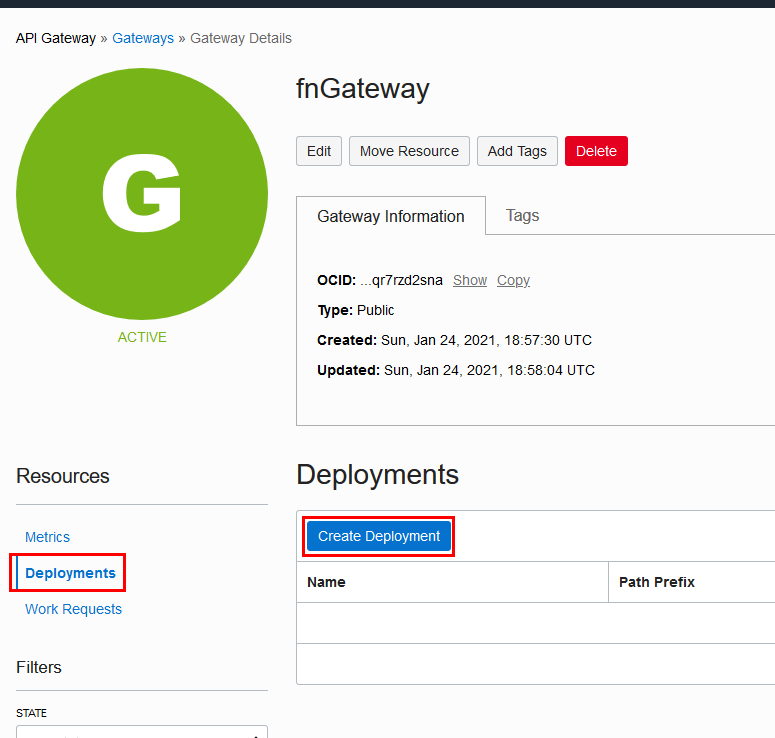 API Gateway » Gateways » Gateway Details
G
ACTIVE
fnGateway
Edit Move Resource Add Tags Delete
Gateway Information Tags
OCID: ...qr7rzd2sna Show Copy
Type: Public
Created: Sun, Jan 24, 2021, 18:57:30 UTC
Updated: Sun, Jan 24, 2021, 18:58:04 UTC
Resources
Metrics
Deployments
Work Requests
Filters
STATE
Deployments
Create Deployment
Name Path Prefix